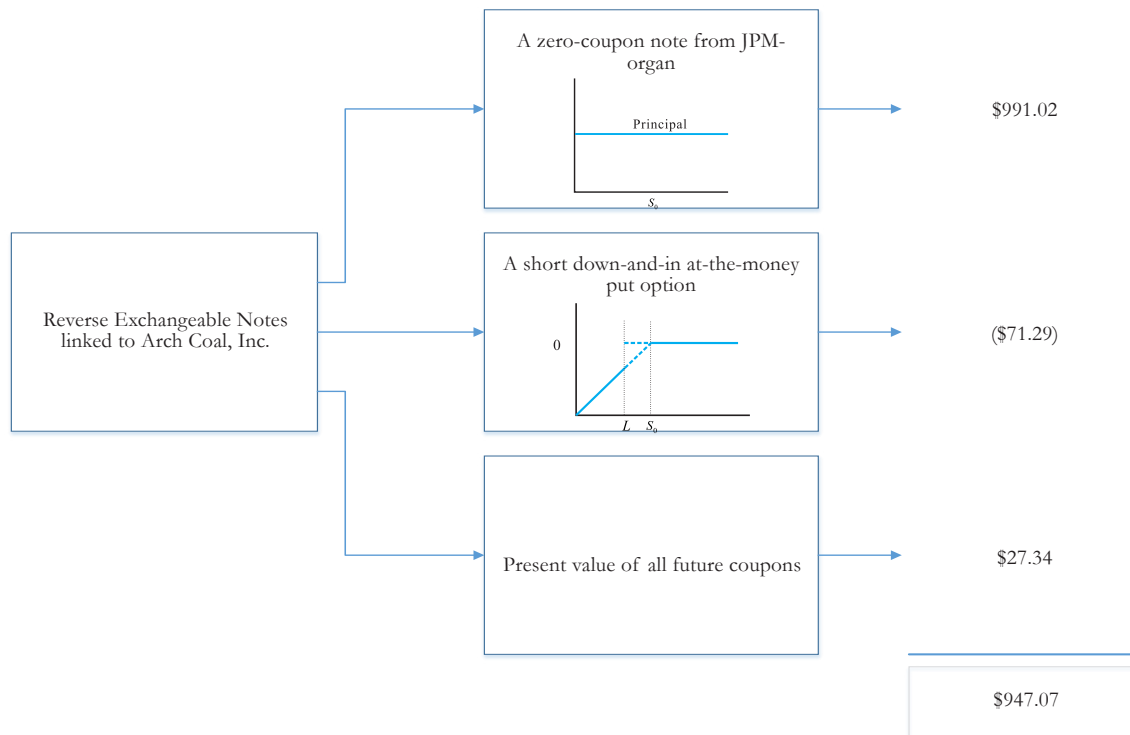 A zero-coupon note from JPM-
organ
Principal
S₀
$991.02
Reverse Exchangeable Notes
linked to Arch Coal, Inc.
A short down-and-in at-the-money
put option
0
L S₀
($71.29)
Present value of all future coupons
$27.34
$947.07